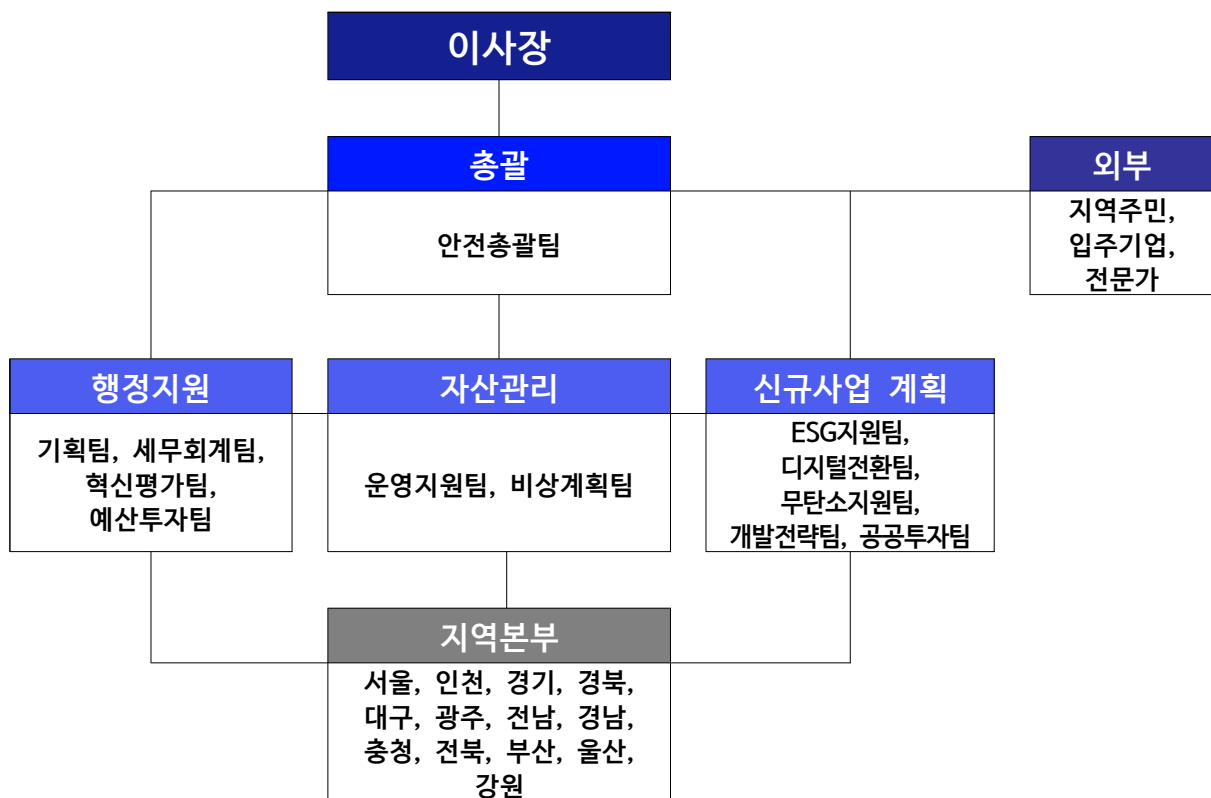 이사장
총괄
안전총괄팀
외부
지역주민,
입주기업,
전문가
행정지원
기획팀, 세무회계팀,
혁신평가팀,
예산투자팀
자산관리
운영지원팀, 비상계획팀
신규사업 계획
ESG지원팀,
디지털전환팀,
무탄소지원팀,
개발전략팀, 공공투자팀
지역본부
서울, 인천, 경기, 경북,
대구, 광주, 전남, 경남,
충청, 전북, 부산, 울산,
강원